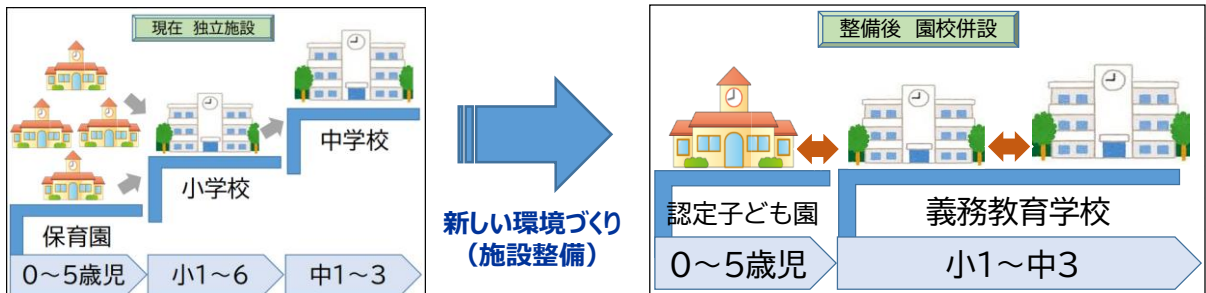 現在 独立施設
中学校
小学校
保育園
0～5歳児
小1～6
中1～3
新しい環境づくり
（施設整備）
整備後 園校併設
認定子ども園
義務教育学校
0～5歳児
小1～中3